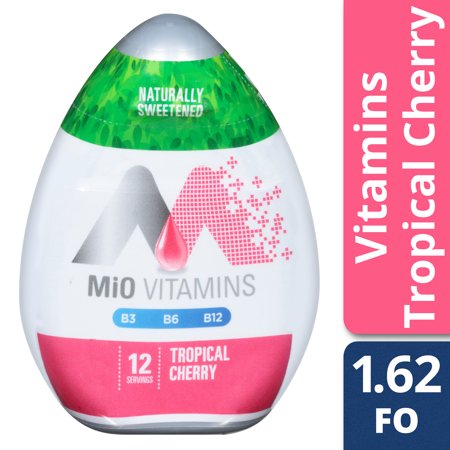 NATURALLY
SWEETENED
MiO VITAMINS
B3 B6 B12
12
SERVINGS
TROPICAL
CHERRY
Vitamins
Tropical Cherry
1.62
FO